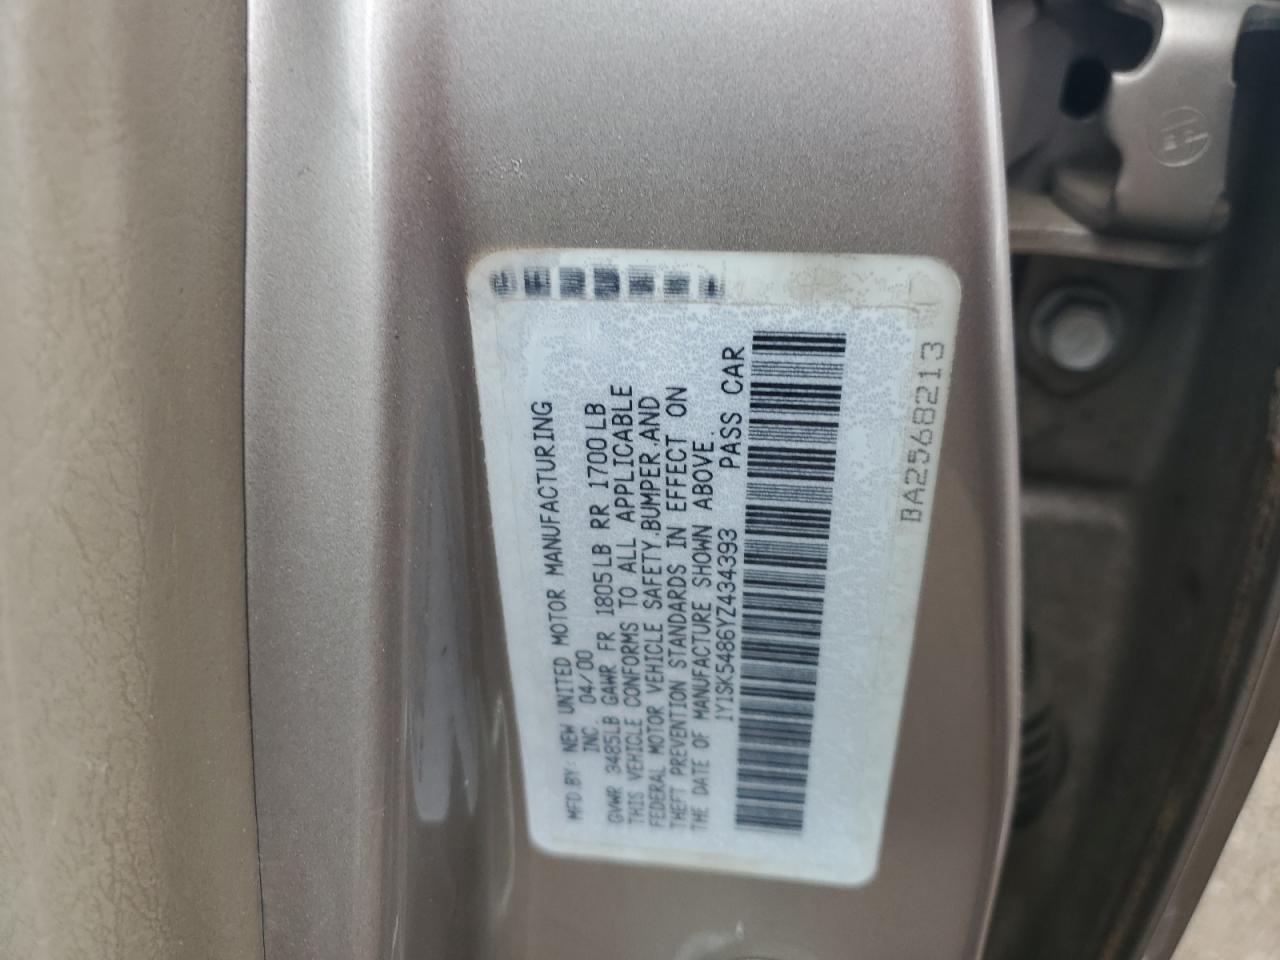 MFD BY: NEW UNITED MOTOR MANUFACTURING
INC. 04/00
GVWR 3485LB GAWR FR 1805LB RR 1700LB
THIS VEHICLE CONFORMS TO ALL APPLICABLE
FEDERAL MOTOR VEHICLE SAFETY.BUMPER.AND
THEFT PREVENTION STANDARDS IN EFFECT ON
THE DATE OF MANUFACTURE SHOWN ABOVE.
1Y1SK5486YZ434393 PASS CAR
BA2568213